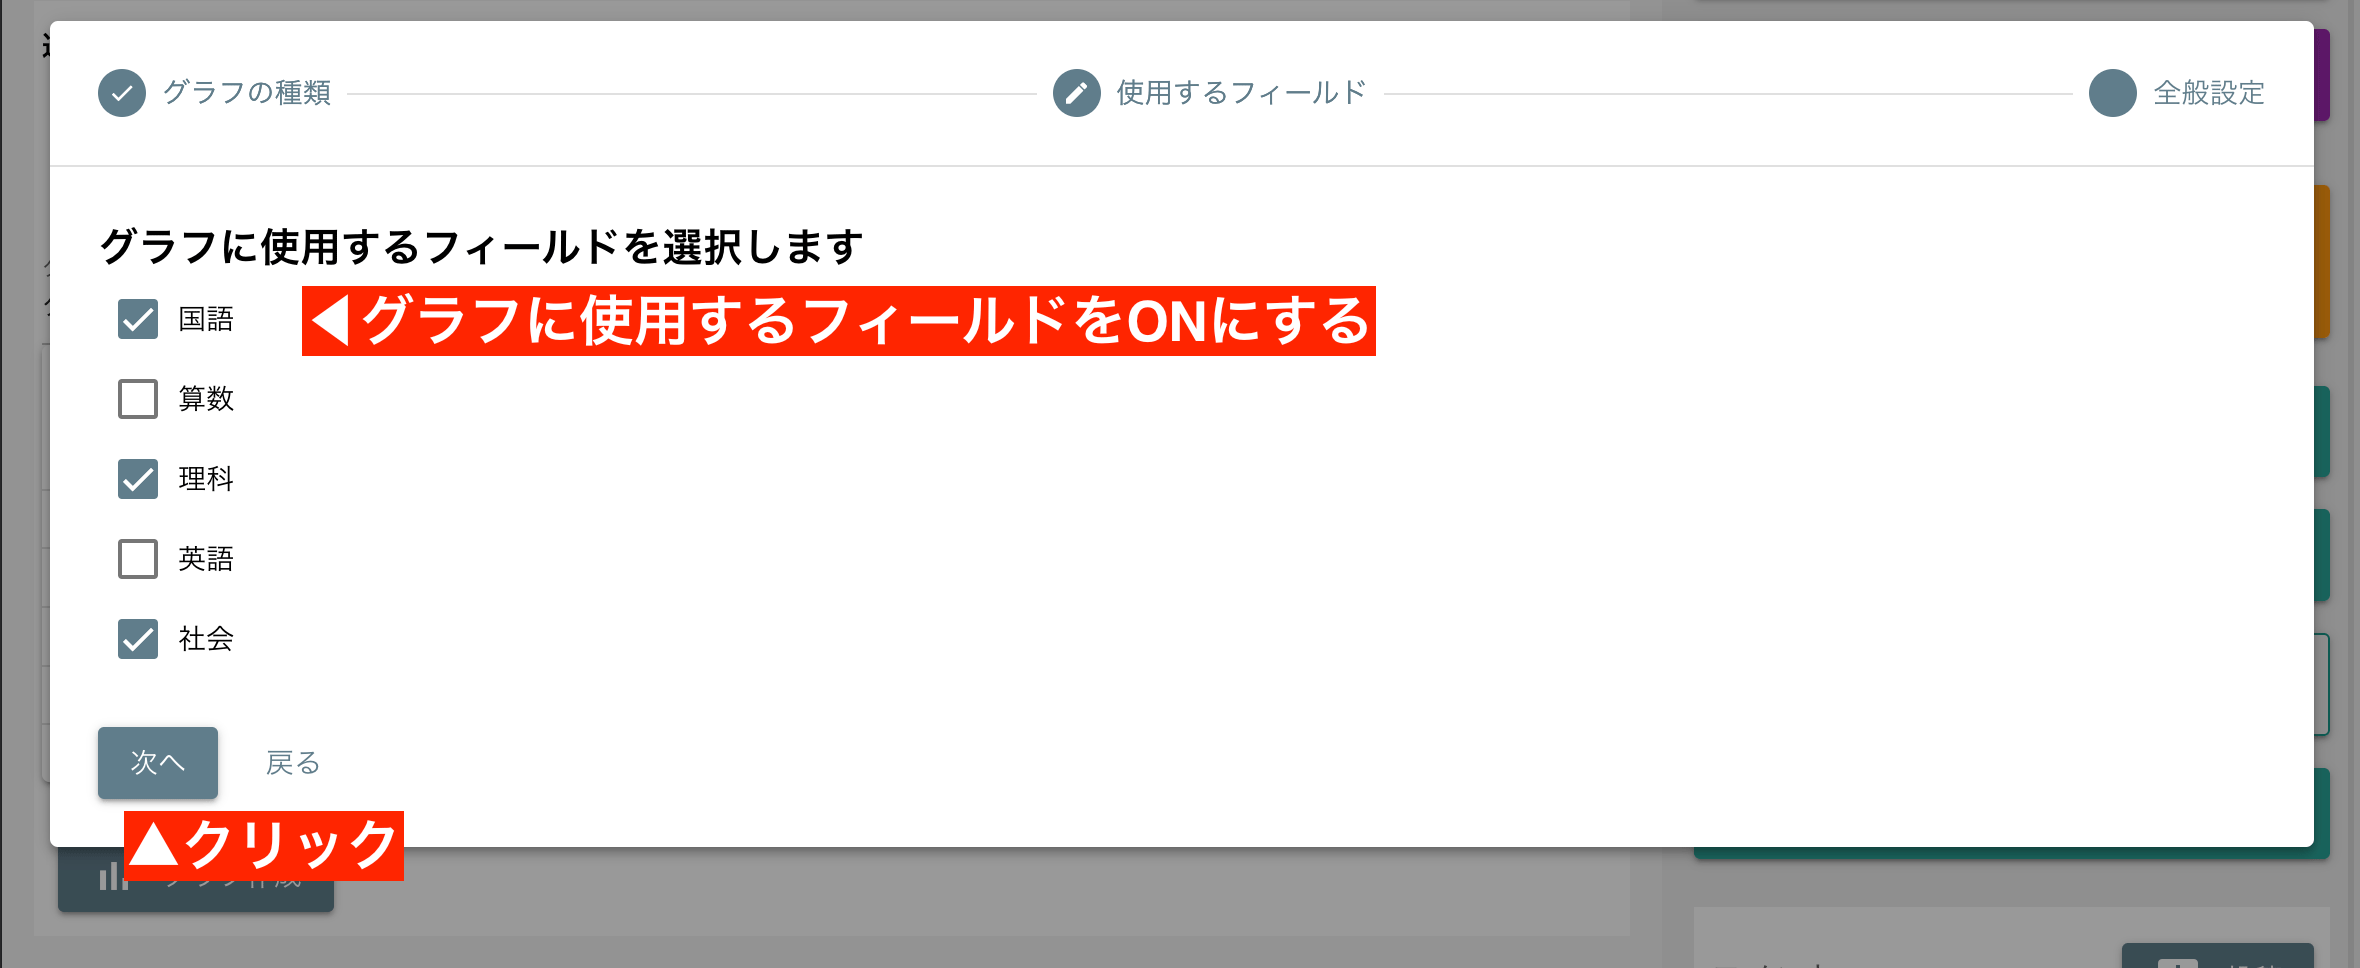 グラフの種類
使用するフィールド
全般設定
グラフに使用するフィールドを選択します
国語
◀グラフに使用するフィールドをONにする
算数
理科
英語
社会
次へ
戻る
▲クリック